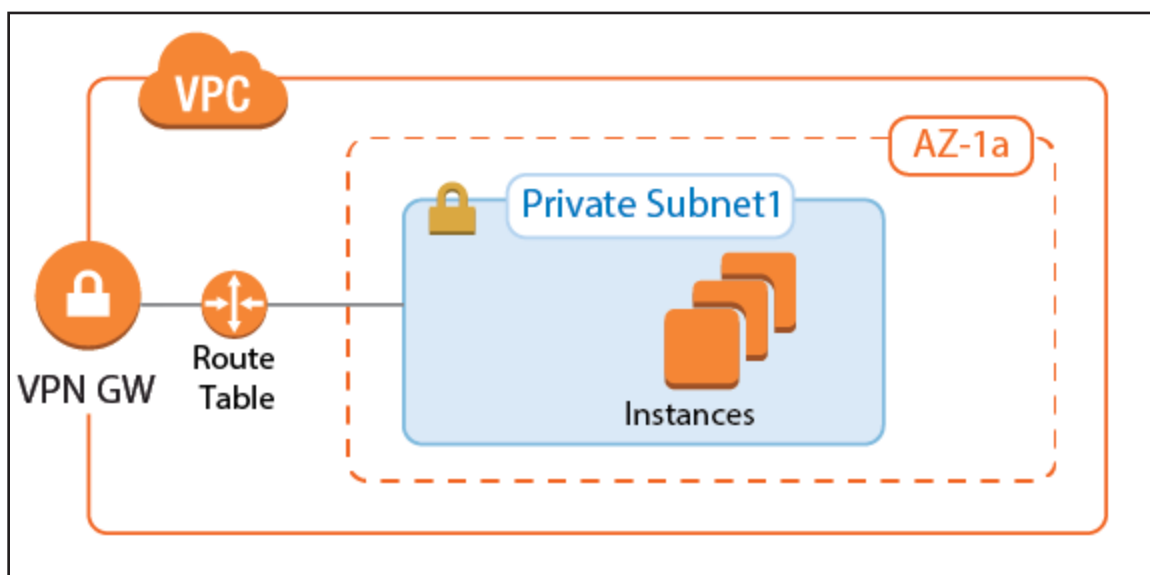 VPC
AZ-1a
Private Subnet1
VPN GW
Route
Table
Instances